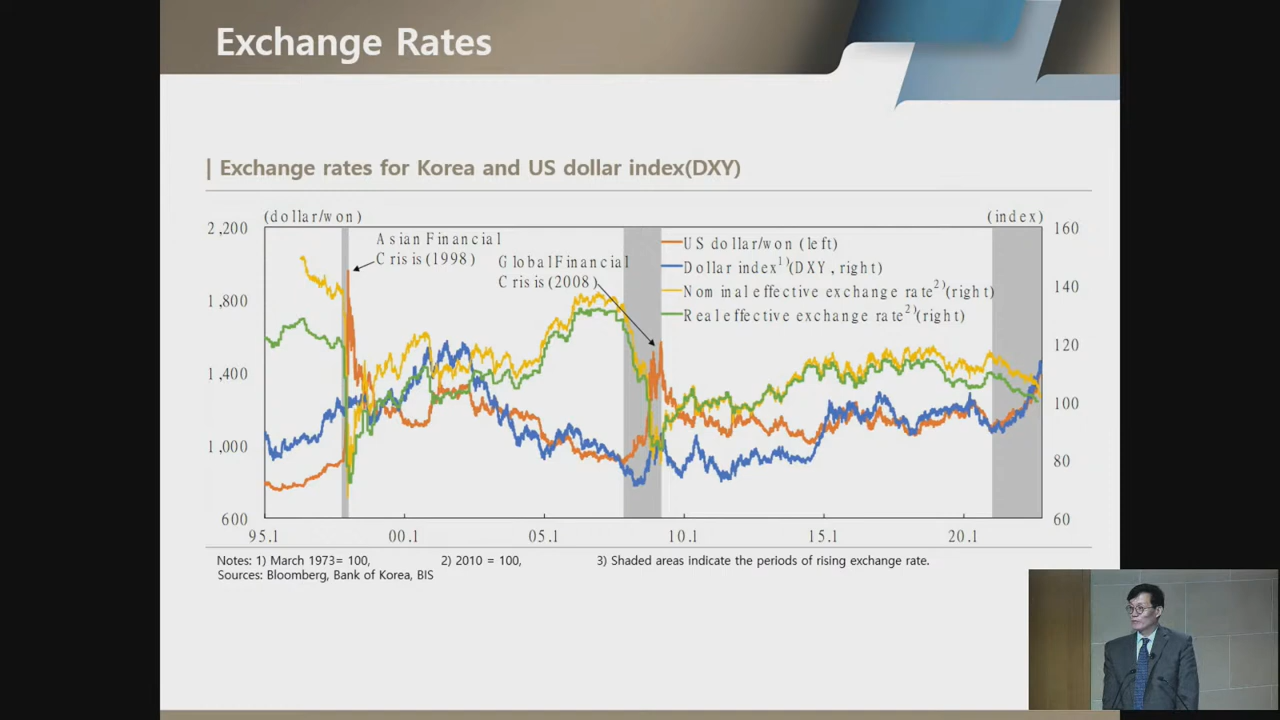 Exchange Rates
| Exchange rates for Korea and US dollar index(DXY)
(dollar/won)
(index)
2,200
160
Asian Financial
Crisis(1998)
Global Financial
Crisis(2008)
US dollar/won (left)
Dollar index1)(DXY, right)
Nominal effective exchange rate2)(right)
Real effective exchange rate2)(right)
1,800
140
120
1,400
100
1,000
80
600
60
95.1
00.1
05.1
10.1
15.1
20.1
Notes: 1) March 1973= 100, 2) 2010 = 100, 3) Shaded areas indicate the periods of rising exchange rate.
Sources: Bloomberg, Bank of Korea, BIS